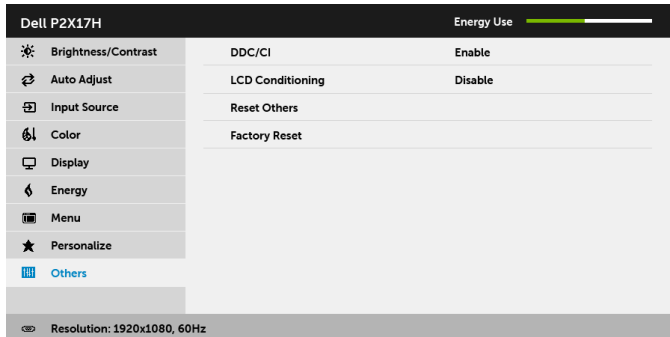 Dell P2X17H Energy Use
Brightness/Contrast DDC/CI Enable
Auto Adjust LCD Conditioning Disable
Input Source Reset Others
Color Factory Reset
Display
Energy
Menu
Personalize
Others
Resolution: 1920x1080, 60Hz